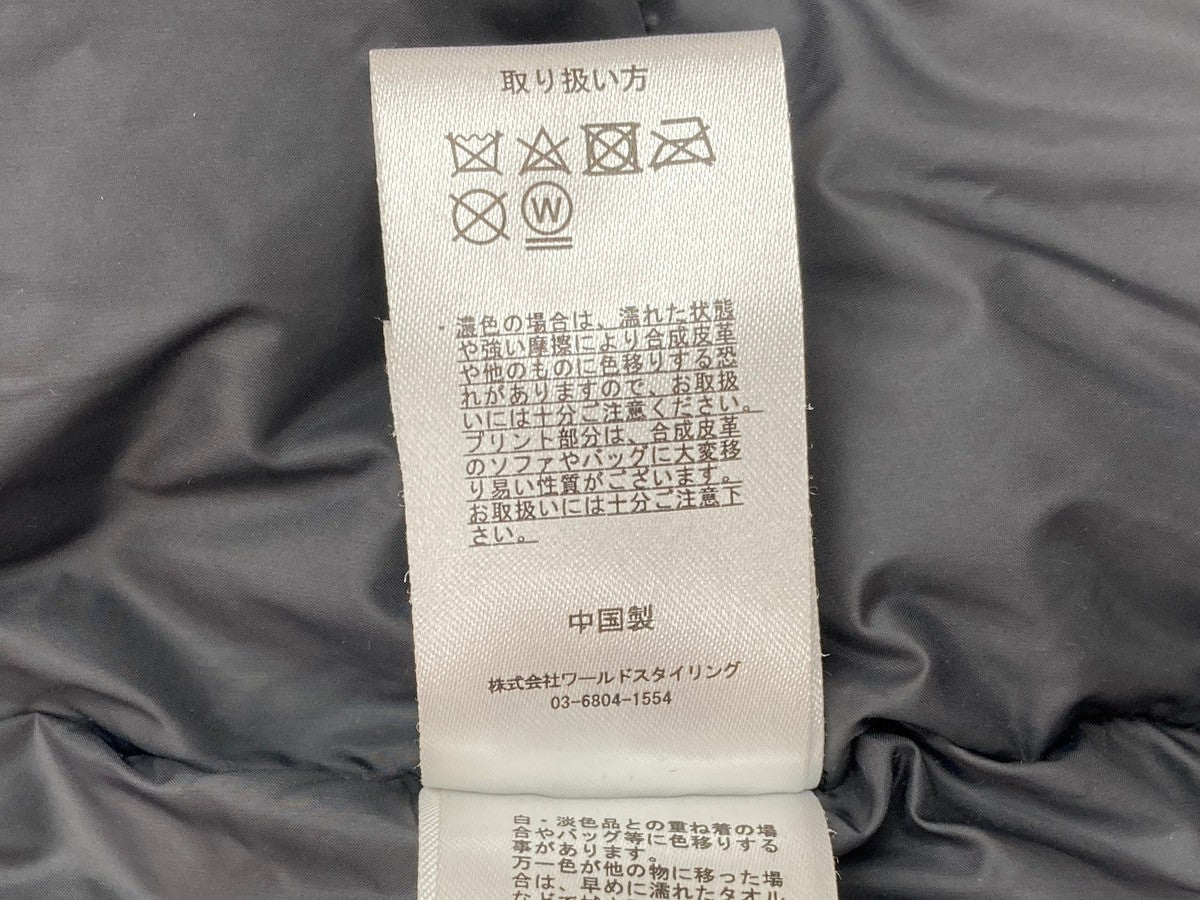 取り扱い方
W
・濃色の場合は、濡れた状態
や強い摩擦により合成皮革
や他のものに色移りする恐
れがありますので、お取扱
いには十分ご注意ください。
プリント部分は、合成皮革
のソファやバッグに大変移
り易い性質がございます。
お取扱いには十分ご注意下
さい。
中国製
株式会社ワールドスタイリング
03-6804-1554
白・淡色品との重ね着の場
合やバッグ等に色移りする
事があります。
万一色が他の物に移った場
合は、早めに濡れたタオル